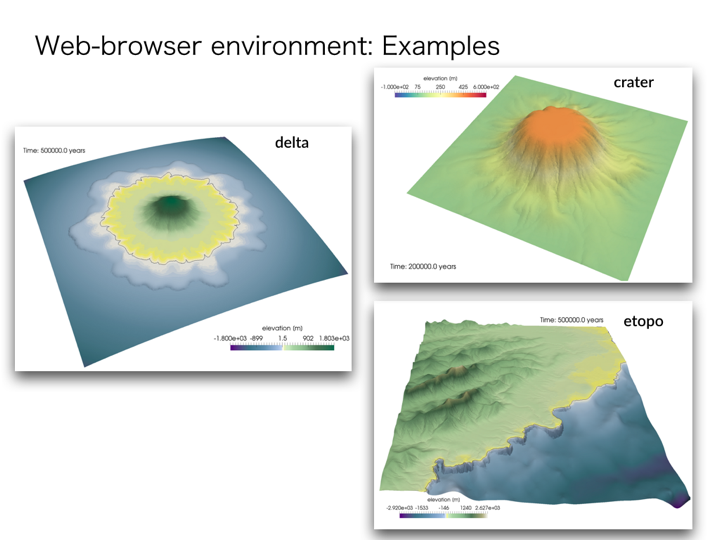 Web-browser environment: Examples
delta
Time: 500000.0 years
elevation (m)
-1.800e+03 -899 1.5 902 1.803e+03
crater
elevation (m)
-1.000e+02 75 250 425 6.000e+02
Time: 200000.0 years
etopo
Time: 500000.0 years
elevation (m)
-2.920e+03 -1533 -146 1240 2.627e+03